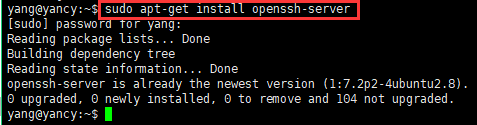 yang@yancy:~$ sudo apt-get install openssh-server
[sudo] password for yang:
Reading package lists... Done
Building dependency tree
Reading state information... Done
openssh-server is already the newest version (1:7.2p2-4ubuntu2.8).
0 upgraded, 0 newly installed, 0 to remove and 104 not upgraded.
yang@yancy:~$